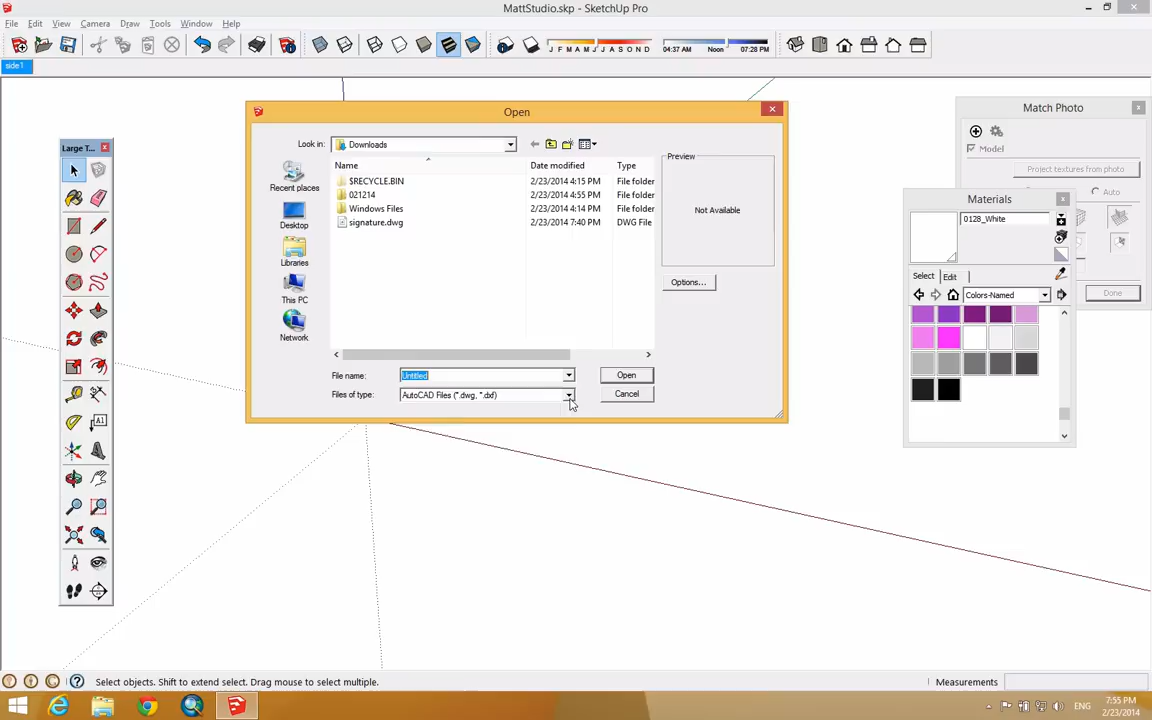 MattStudio.skp - SketchUp Pro
File Edit View Camera Draw Tools Window Help
J F M A M J J A S O N D 04:37 AM Noon 07:28 PM
side1
Large T...
Open
Look in: Downloads
Name Date modified Type
$RECYCLE.BIN 2/23/2014 4:15 PM File folder
021214 2/23/2014 4:55 PM File folder
Windows Files 2/23/2014 4:14 PM File folder
signature.dwg 2/23/2014 7:40 PM DWG File
Recent places
Desktop
Libraries
This PC
Network
Preview
Not Available
Options...
File name: Untitled Open
Files of type: AutoCAD Files (*.dwg, *.dxf) Cancel
Match Photo
Model
Project textures from photo
Auto
Done
Materials
0128_White
Select Edit
Colors-Named
A1
Select objects. Shift to extend select. Drag mouse to select multiple.
Measurements
ENG
7:55 PM
2/23/2014